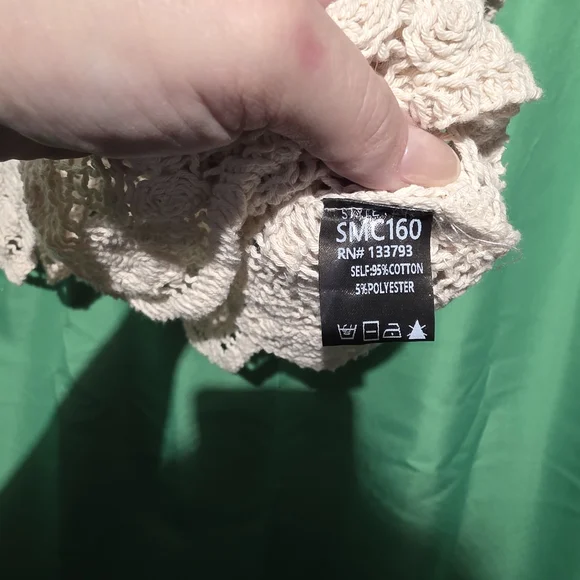 STYLE
SMC160
RN# 133793
SELF:95%COTTON
5%POLYESTER